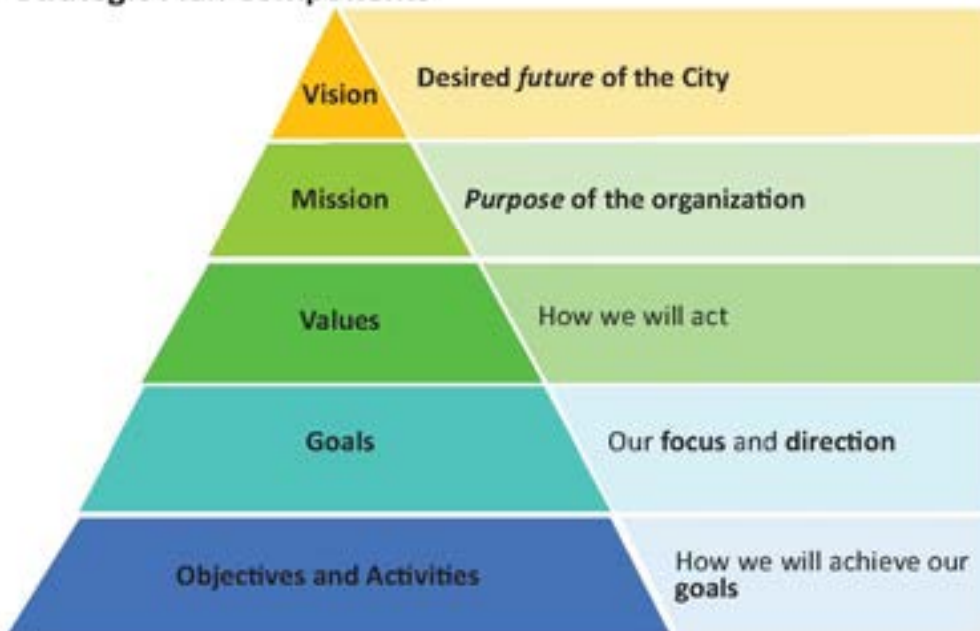 Vision
Desired future of the City
Mission
Purpose of the organization
Values
How we will act
Goals
Our focus and direction
Objectives and Activities
How we will achieve our
goals